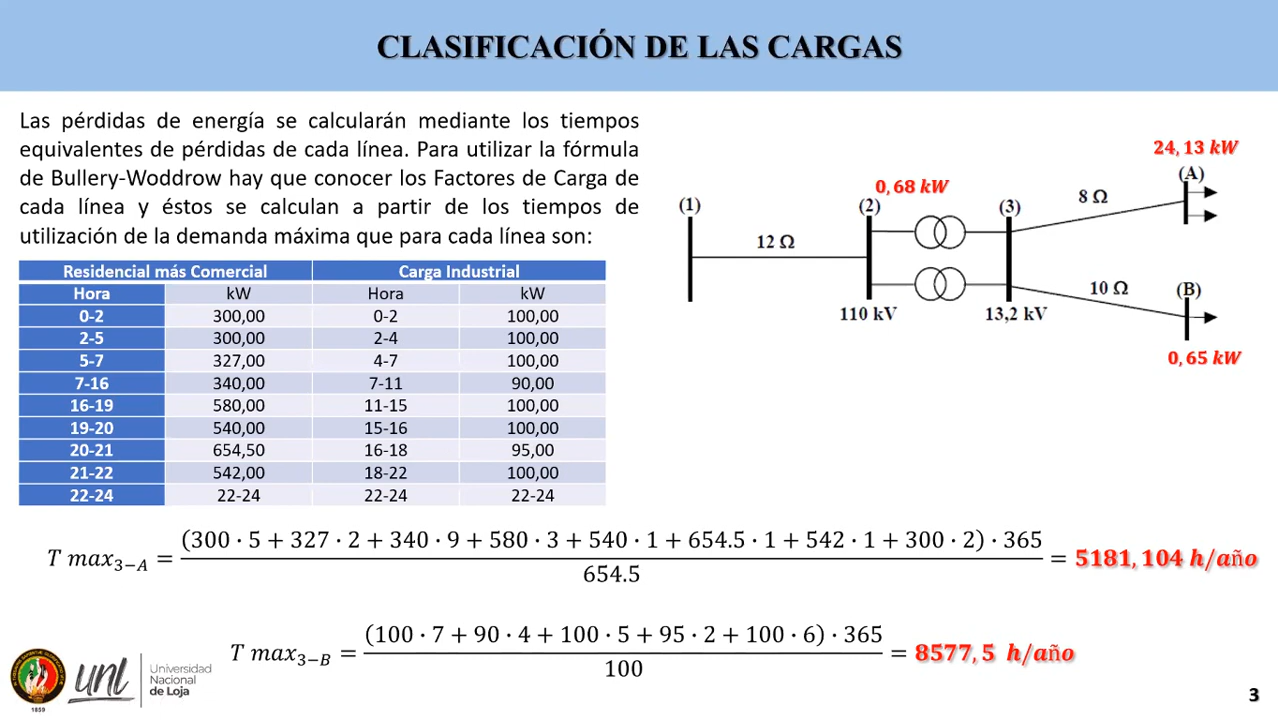 CLASIFICACIÓN DE LAS CARGAS
Las pérdidas de energía se calcularán mediante los tiempos
equivalentes de pérdidas de cada línea. Para utilizar la fórmula
de Bullery-Woddrow hay que conocer los Factores de Carga de
cada línea y éstos se calculan a partir de los tiempos de
utilización de la demanda máxima que para cada línea son:
Residencial más Comercial Carga Industrial
Hora kW Hora kW
0-2 300,00 0-2 100,00
2-5 300,00 2-4 100,00
5-7 327,00 4-7 100,00
7-16 340,00 7-11 90,00
16-19 580,00 11-15 100,00
19-20 540,00 15-16 100,00
20-21 654,50 16-18 95,00
21-22 542,00 18-22 100,00
22-24 22-24 22-24 22-24
24,13 kW
0,68 kW
(A)
(1) (2) (3)
8 Ω
12 Ω
10 Ω
(B)
110 kV 13,2 kV
0,65 kW
T max3−A = (300 · 5 + 327 · 2 + 340 · 9 + 580 · 3 + 540 · 1 + 654.5 · 1 + 542 · 1 + 300 · 2) · 365 / 654.5 = 5181,104 h/año
T max3−B = (100 · 7 + 90 · 4 + 100 · 5 + 95 · 2 + 100 · 6) · 365 / 100 = 8577,5 h/año
1859
unl
Universidad
Nacional
de Loja
3